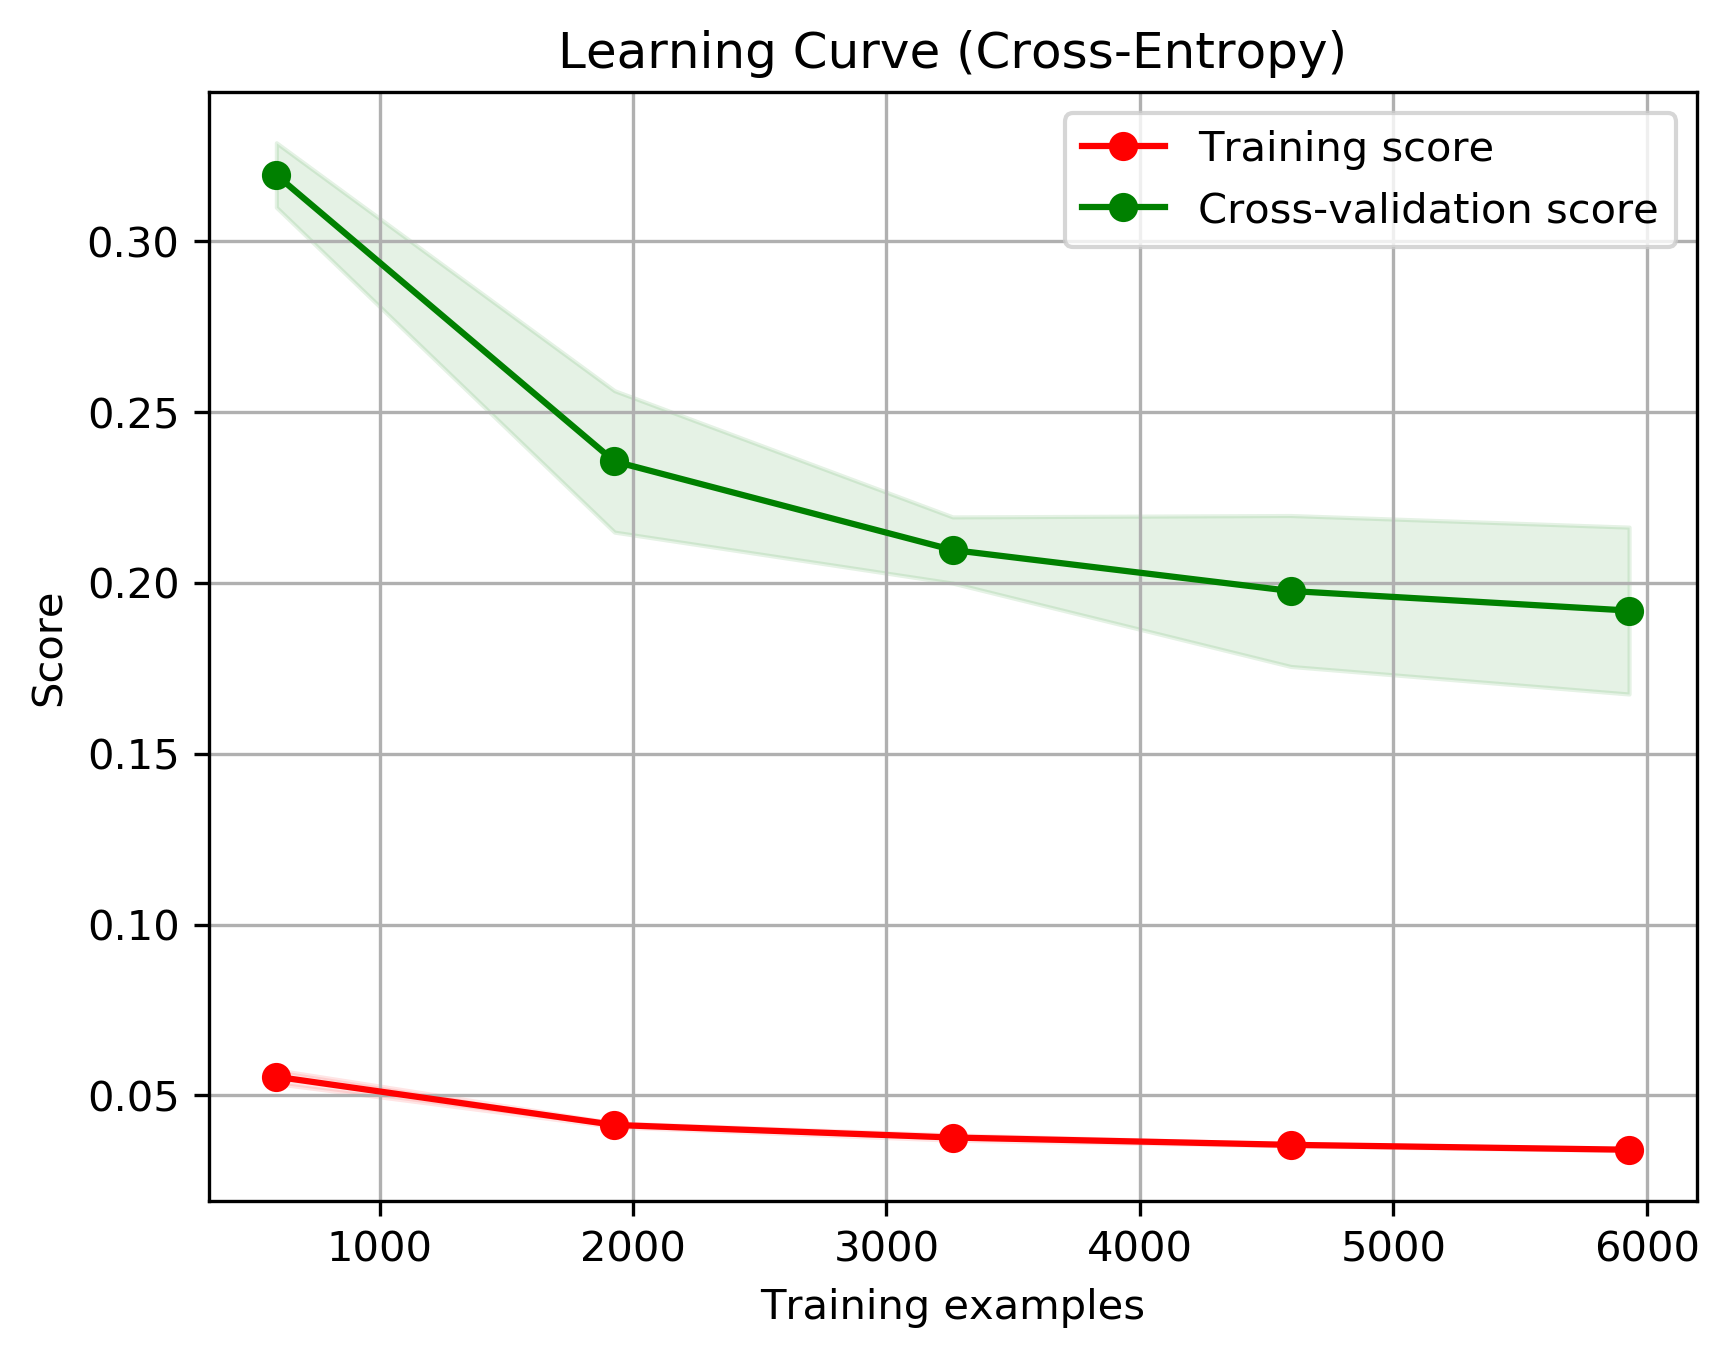 Learning Curve (Cross-Entropy)
Training score
Cross-validation score
0.30
0.25
0.20
0.15
0.10
0.05
Score
1000 2000 3000 4000 5000 6000
Training examples